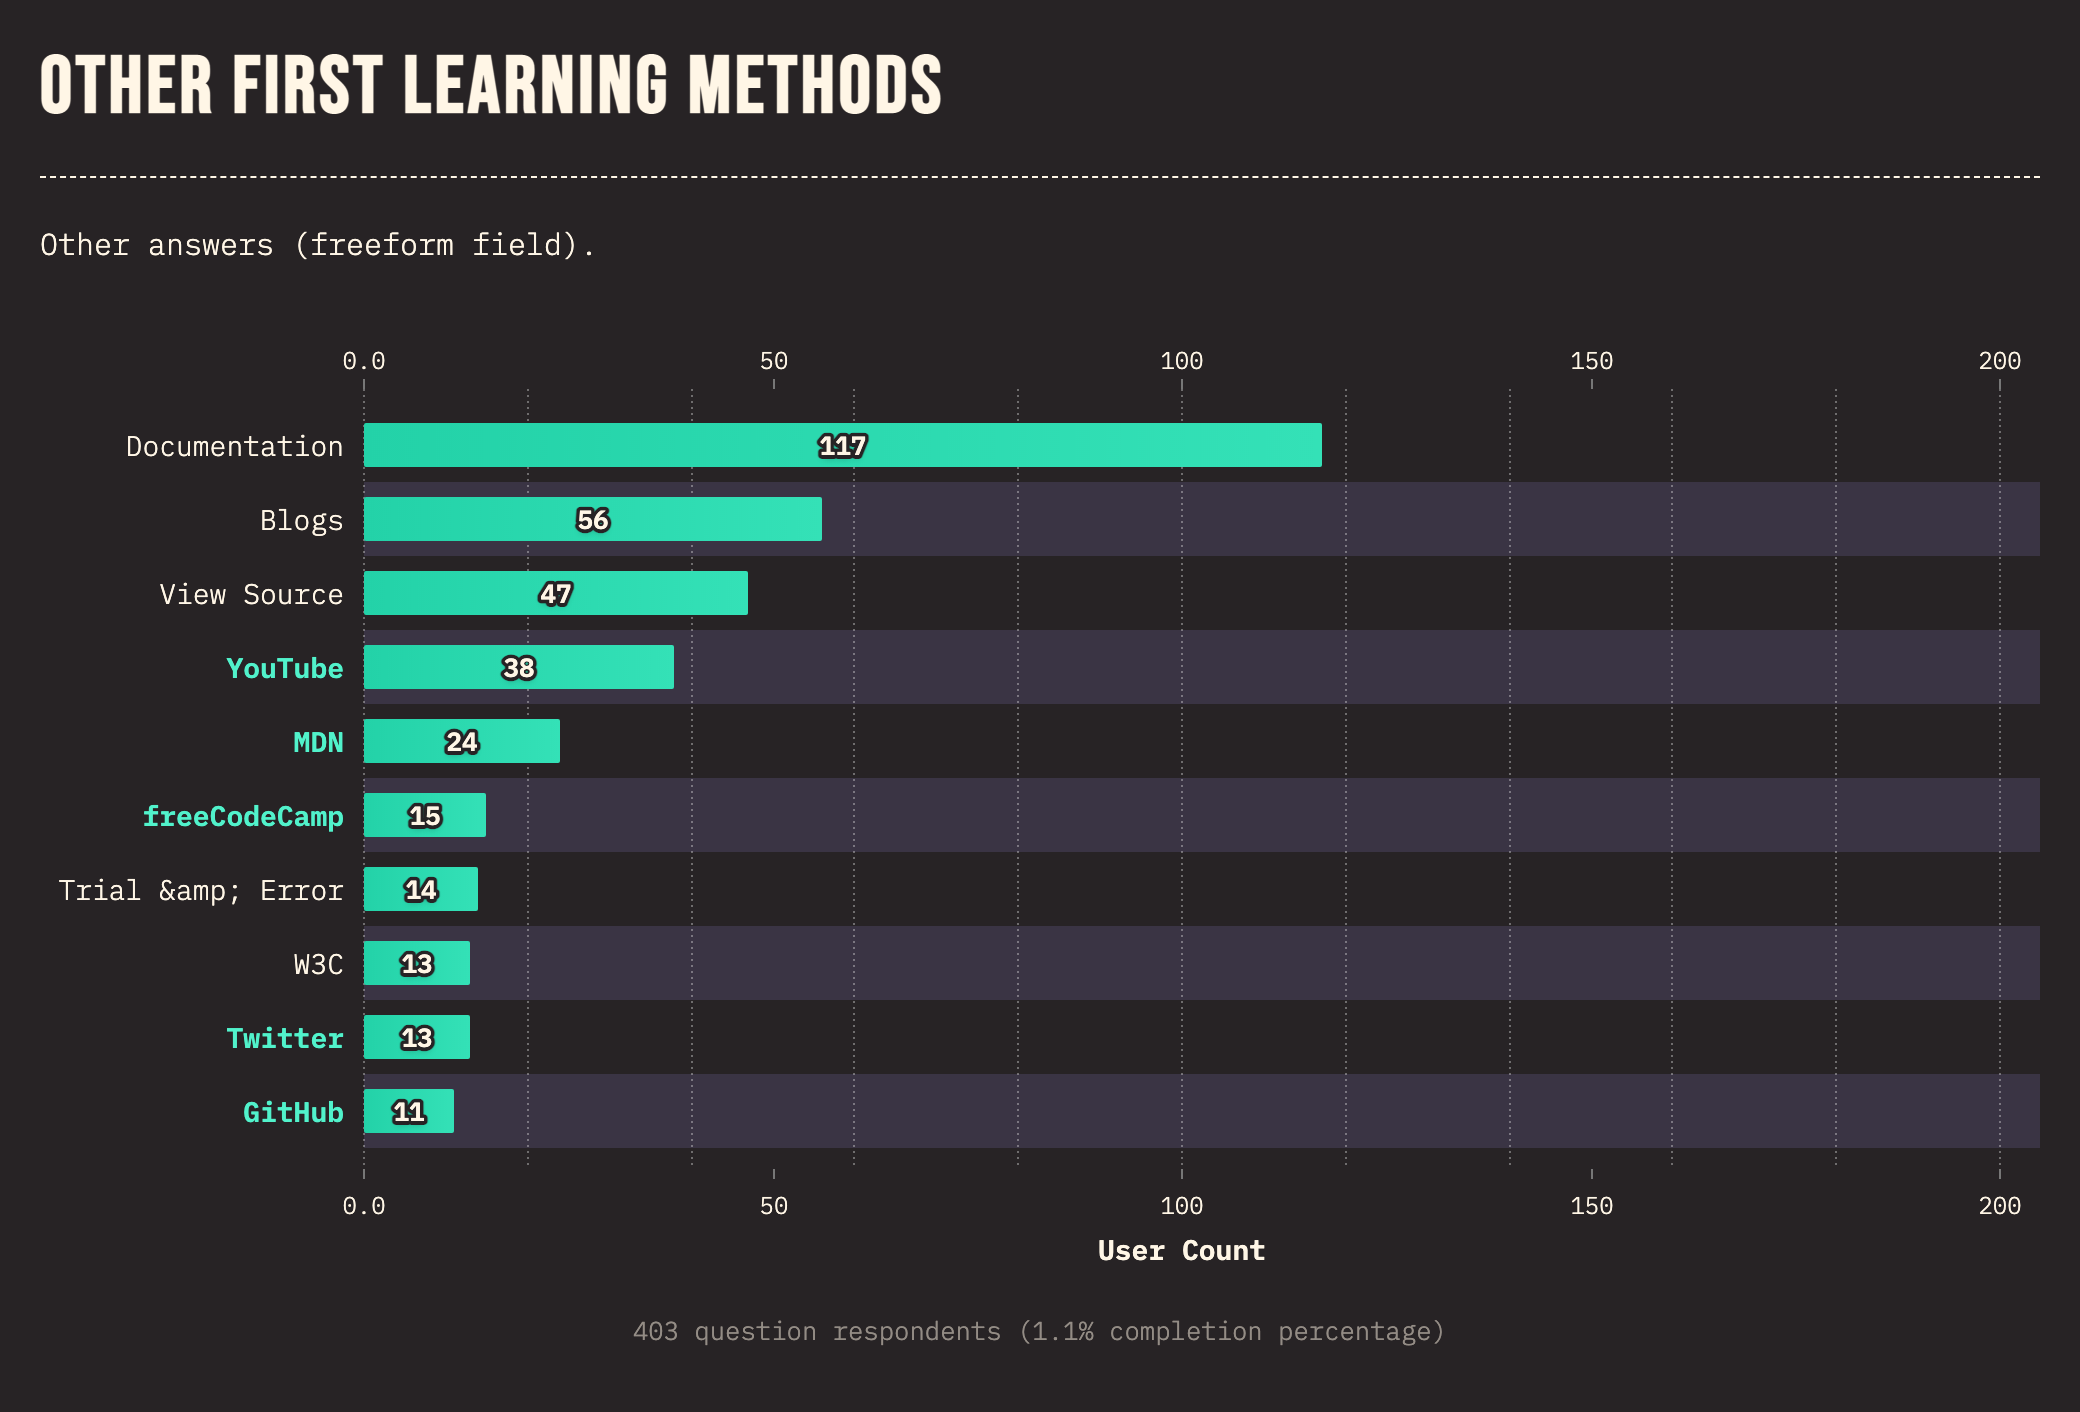 OTHER FIRST LEARNING METHODS
Other answers (freeform field).
0.0 50 100 150 200
Documentation 117
Blogs 56
View Source 47
YouTube 38
MDN 24
freeCodeCamp 15
Trial &amp; Error 14
W3C 13
Twitter 13
GitHub 11
0.0 50 100 150 200
User Count
403 question respondents (1.1% completion percentage)